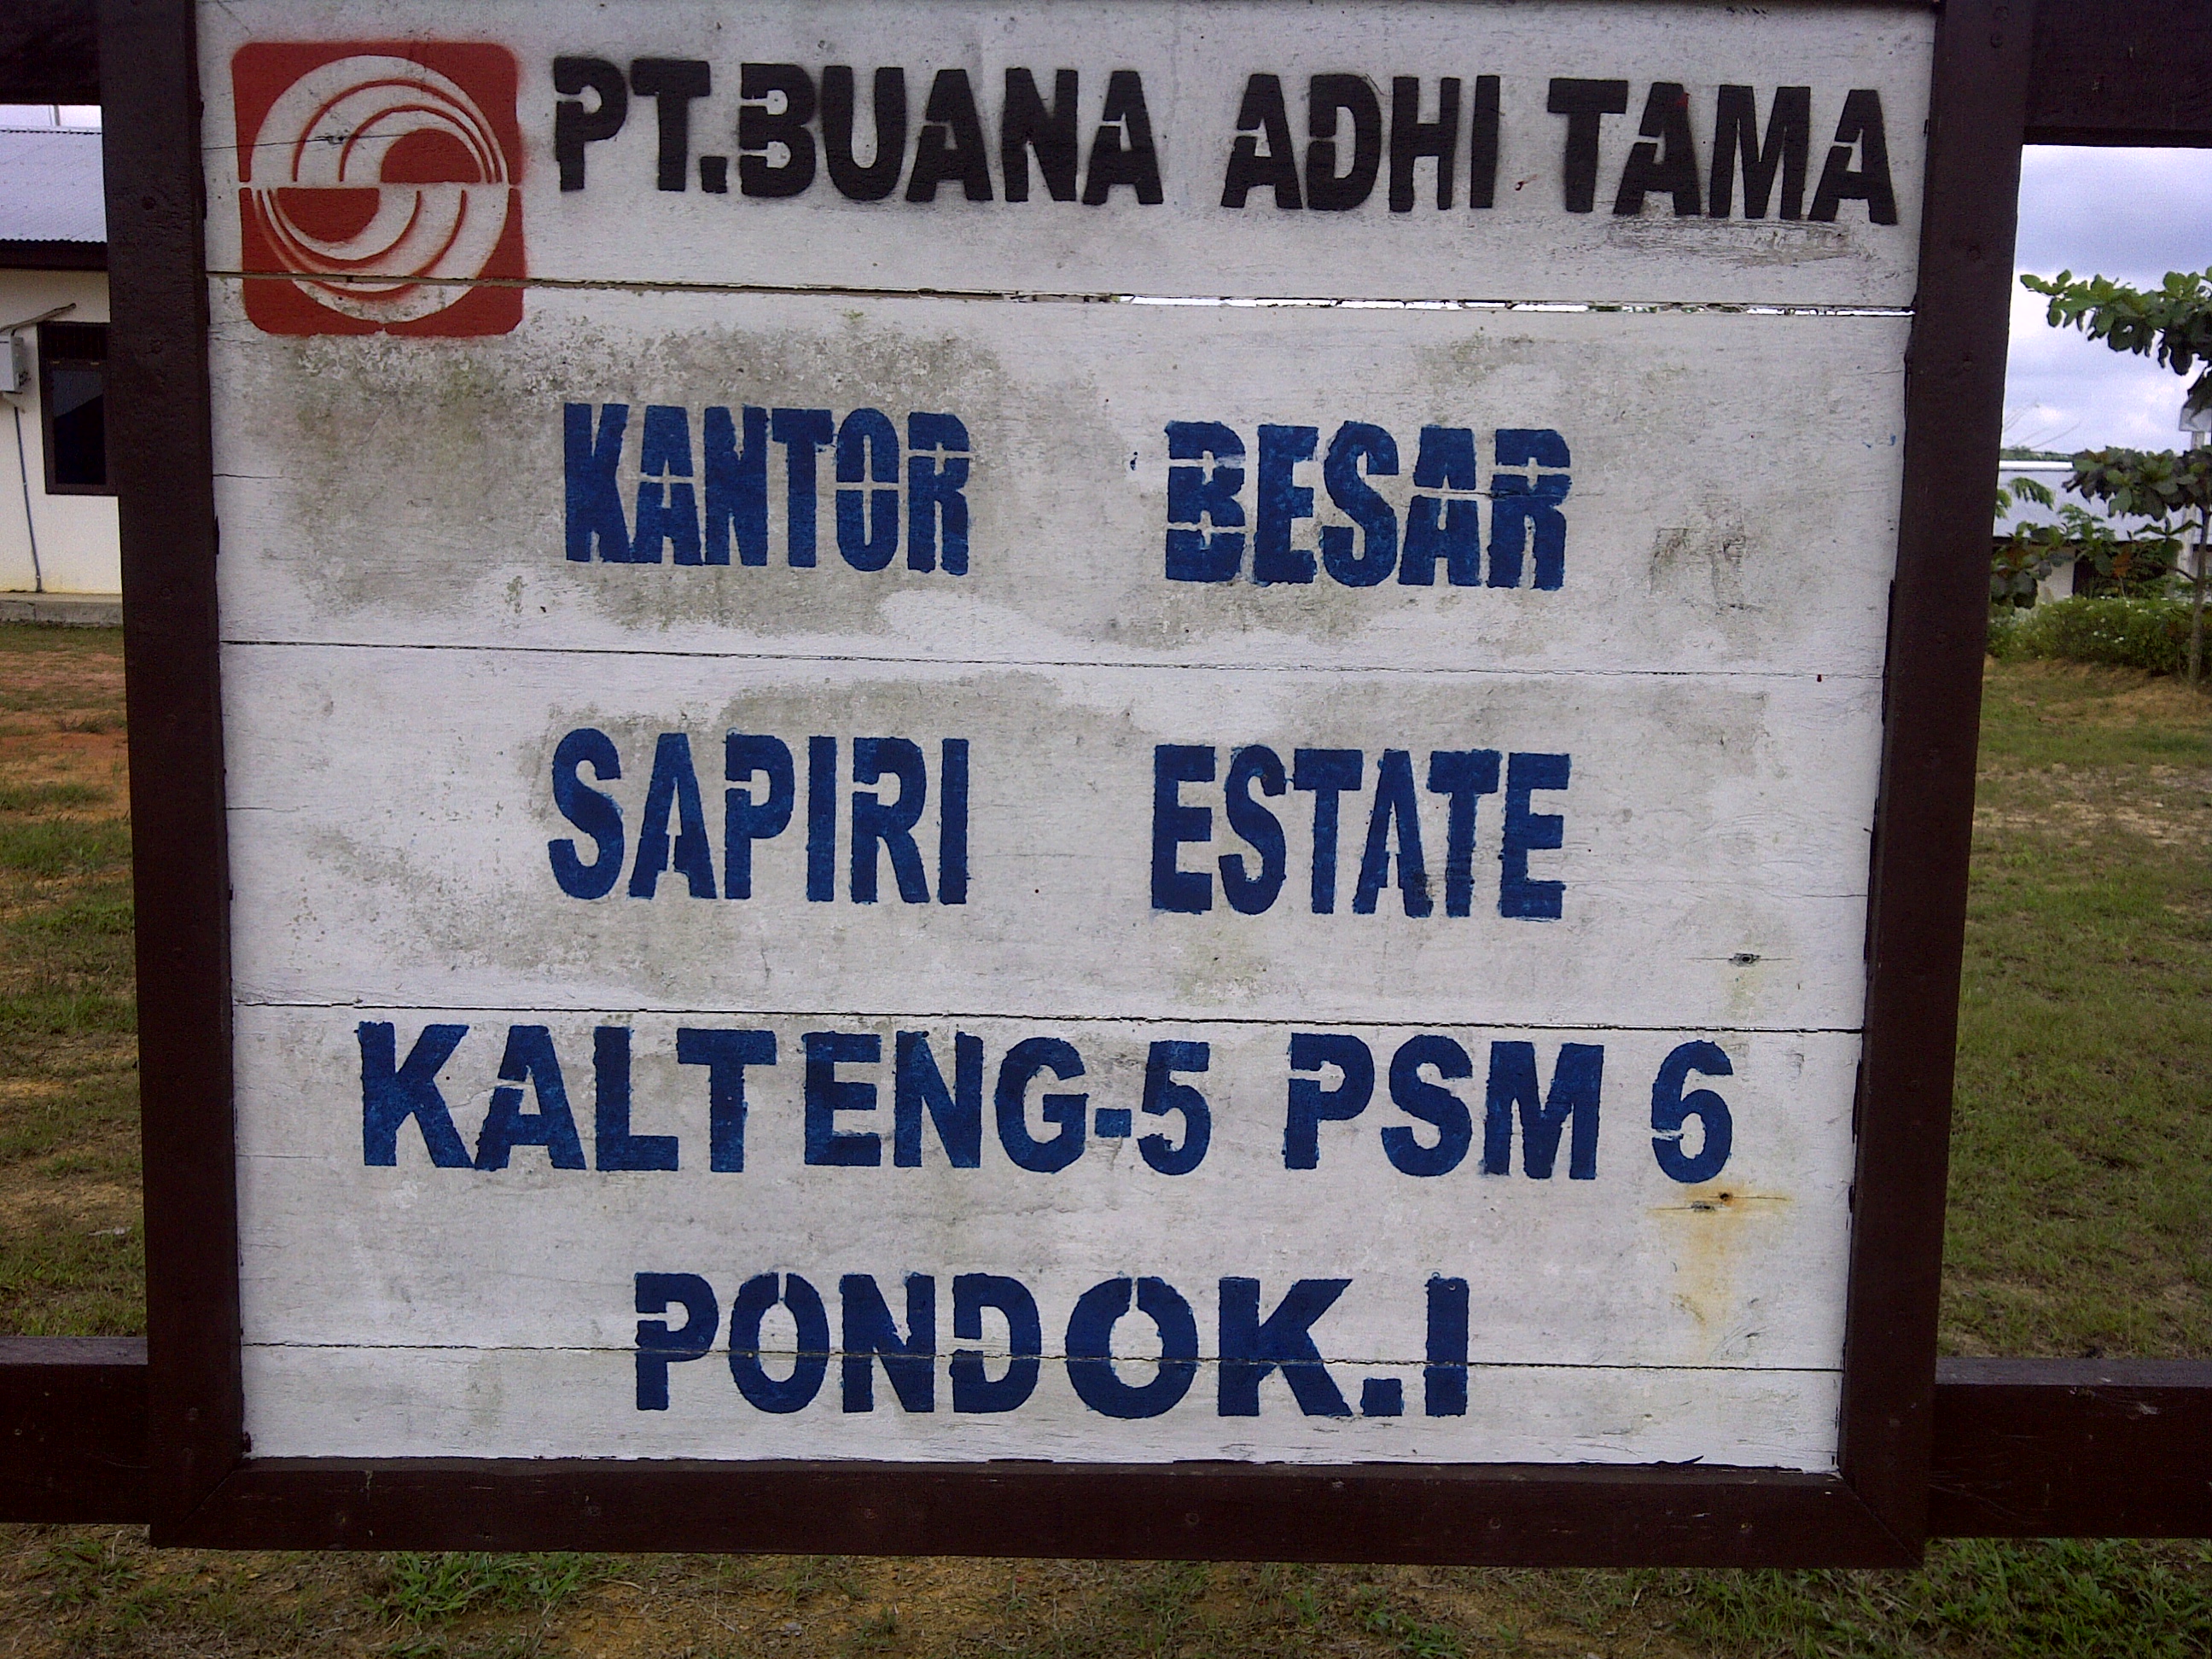 PT.BUANA ADHI TAMA
KANTOR BESAR
SAPIRI ESTATE
KALTENG-5 PSM 6
PONDOK.I